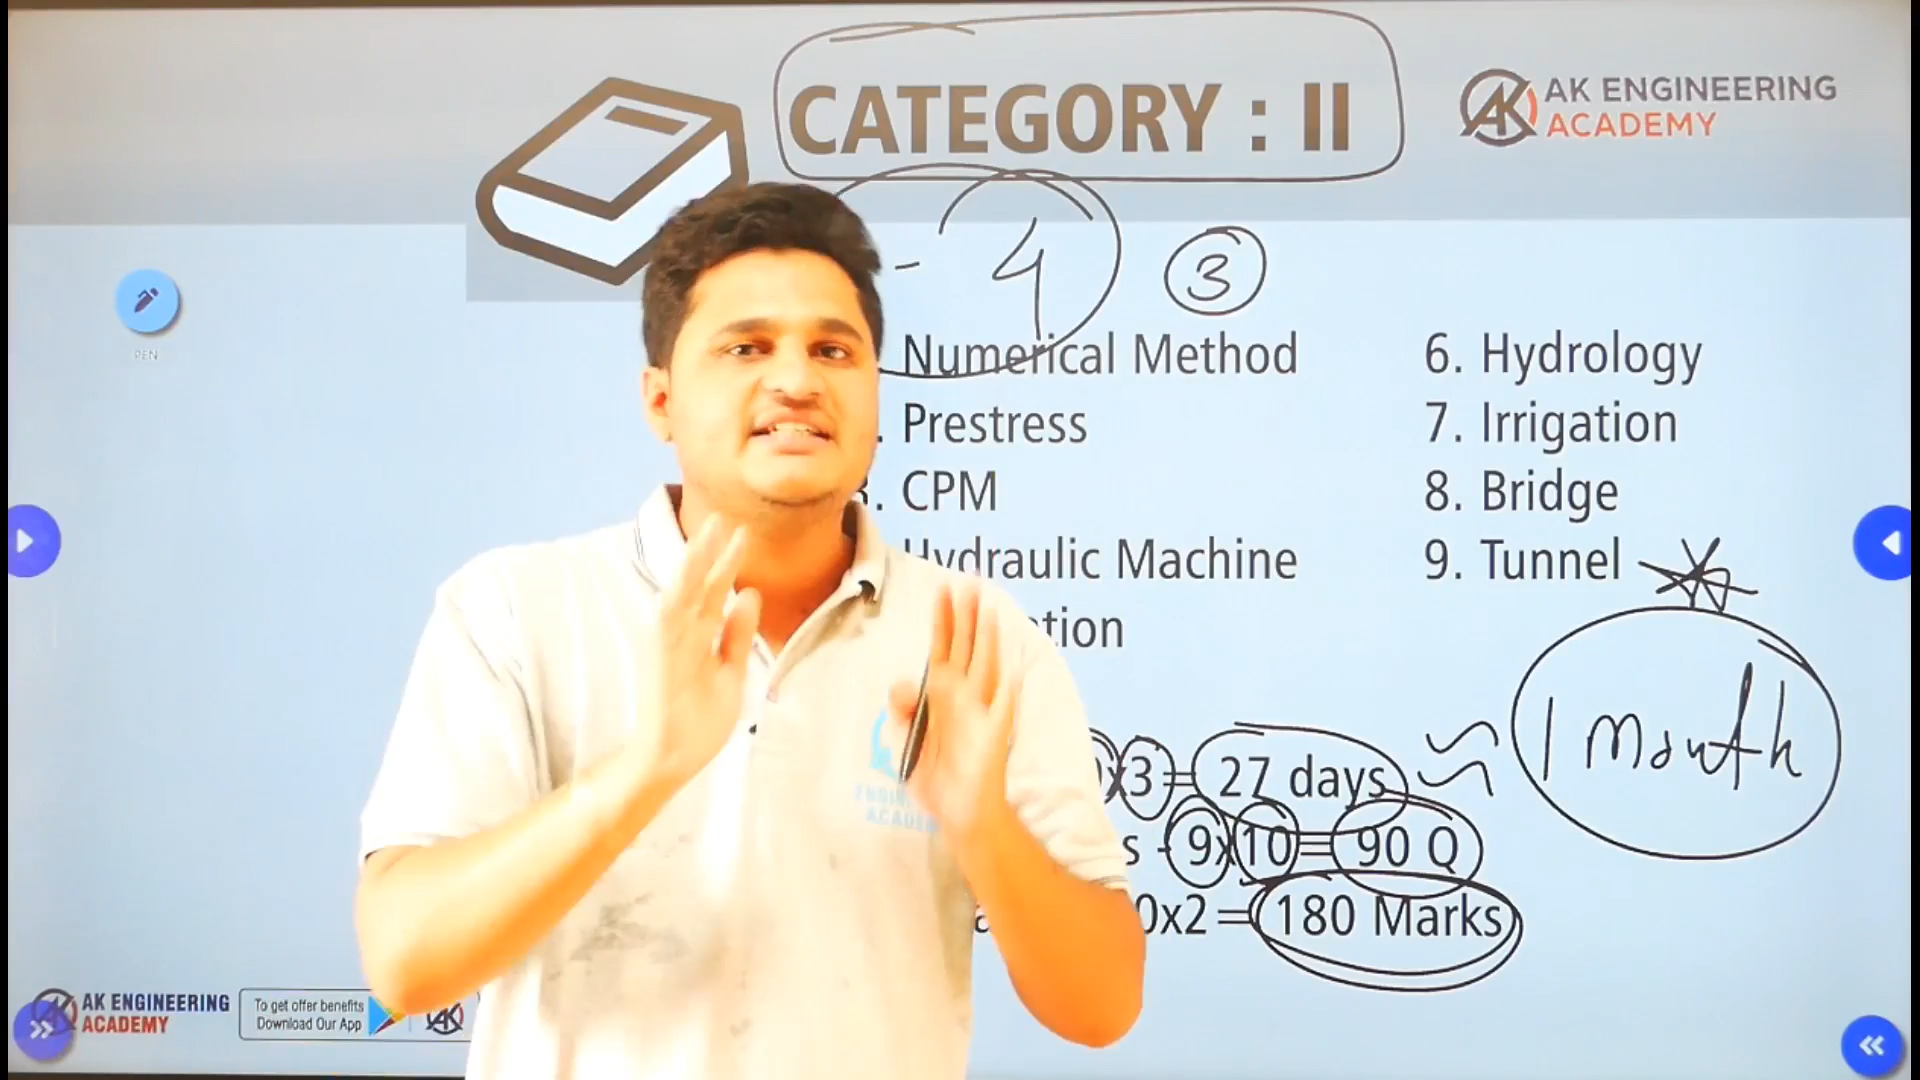 CATEGORY : II
AK ENGINEERING
ACADEMY
- 4
3
PEN
Numerical Method
. Prestress
. CPM
Hydraulic Machine
6. Hydrology
7. Irrigation
8. Bridge
9. Tunnel
x3= 27 days ≈ 1 Month
s - 9x10= 90 Q
0x2 = 180 Marks
AK ENGINEERING
ACADEMY
To get offer benefits
Download Our App